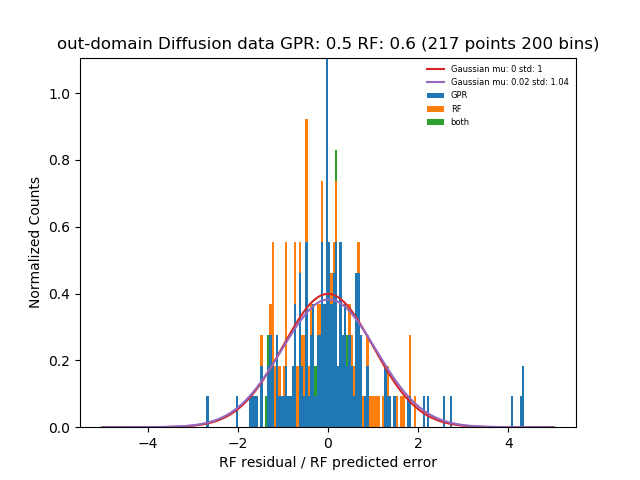 out-domain Diffusion data GPR: 0.5 RF: 0.6 (217 points 200 bins)
Gaussian mu: 0 std: 1
Gaussian mu: 0.02 std: 1.04
GPR
RF
both
Normalized Counts
1.0
0.8
0.6
0.4
0.2
0.0
−4
−2
0
2
4
RF residual / RF predicted error